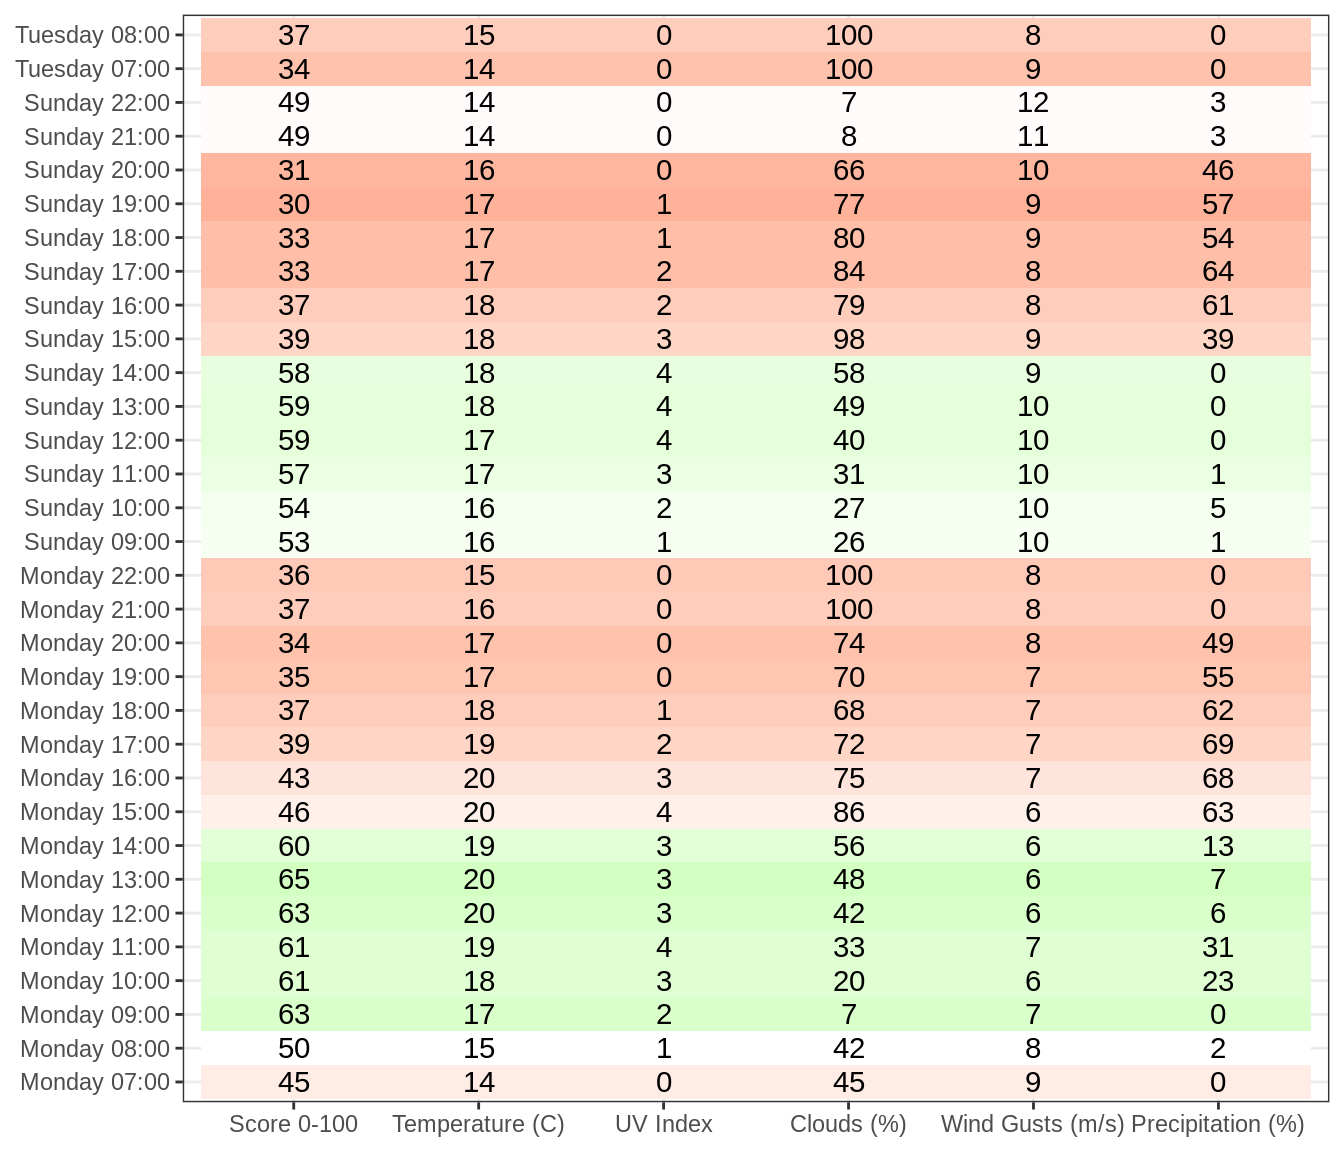 Tuesday 08:00 37 15 0 100 8 0
Tuesday 07:00 34 14 0 100 9 0
Sunday 22:00 49 14 0 7 12 3
Sunday 21:00 49 14 0 8 11 3
Sunday 20:00 31 16 0 66 10 46
Sunday 19:00 30 17 1 77 9 57
Sunday 18:00 33 17 1 80 9 54
Sunday 17:00 33 17 2 84 8 64
Sunday 16:00 37 18 2 79 8 61
Sunday 15:00 39 18 3 98 9 39
Sunday 14:00 58 18 4 58 9 0
Sunday 13:00 59 18 4 49 10 0
Sunday 12:00 59 17 4 40 10 0
Sunday 11:00 57 17 3 31 10 1
Sunday 10:00 54 16 2 27 10 5
Sunday 09:00 53 16 1 26 10 1
Monday 22:00 36 15 0 100 8 0
Monday 21:00 37 16 0 100 8 0
Monday 20:00 34 17 0 74 8 49
Monday 19:00 35 17 0 70 7 55
Monday 18:00 37 18 1 68 7 62
Monday 17:00 39 19 2 72 7 69
Monday 16:00 43 20 3 75 7 68
Monday 15:00 46 20 4 86 6 63
Monday 14:00 60 19 3 56 6 13
Monday 13:00 65 20 3 48 6 7
Monday 12:00 63 20 3 42 6 6
Monday 11:00 61 19 4 33 7 31
Monday 10:00 61 18 3 20 6 23
Monday 09:00 63 17 2 7 7 0
Monday 08:00 50 15 1 42 8 2
Monday 07:00 45 14 0 45 9 0
Score 0-100 Temperature (C) UV Index Clouds (%) Wind Gusts (m/s) Precipitation (%)